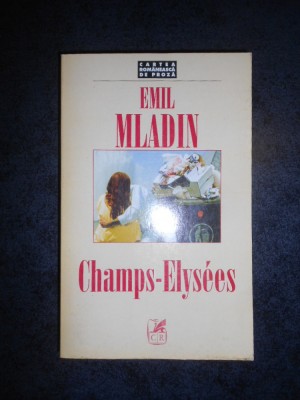 CARTEA
ROMÂNEASCĂ
DE PROZĂ
EMIL
MLADIN
Champs-Elysées
CR